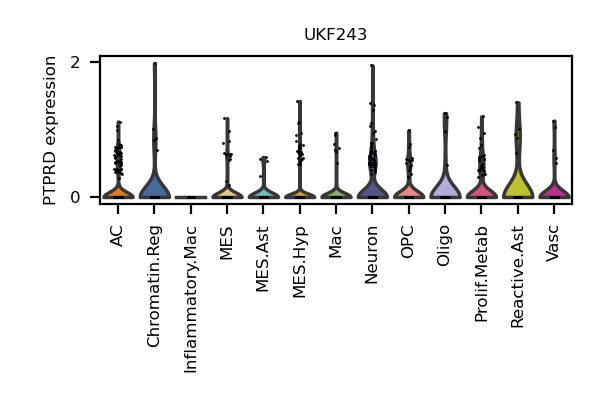 UKF243
PTPRD expression
2
0
AC
Chromatin.Reg
Inflammatory.Mac
MES
MES.Ast
MES.Hyp
Mac
Neuron
OPC
Oligo
Prolif.Metab
Reactive.Ast
Vasc